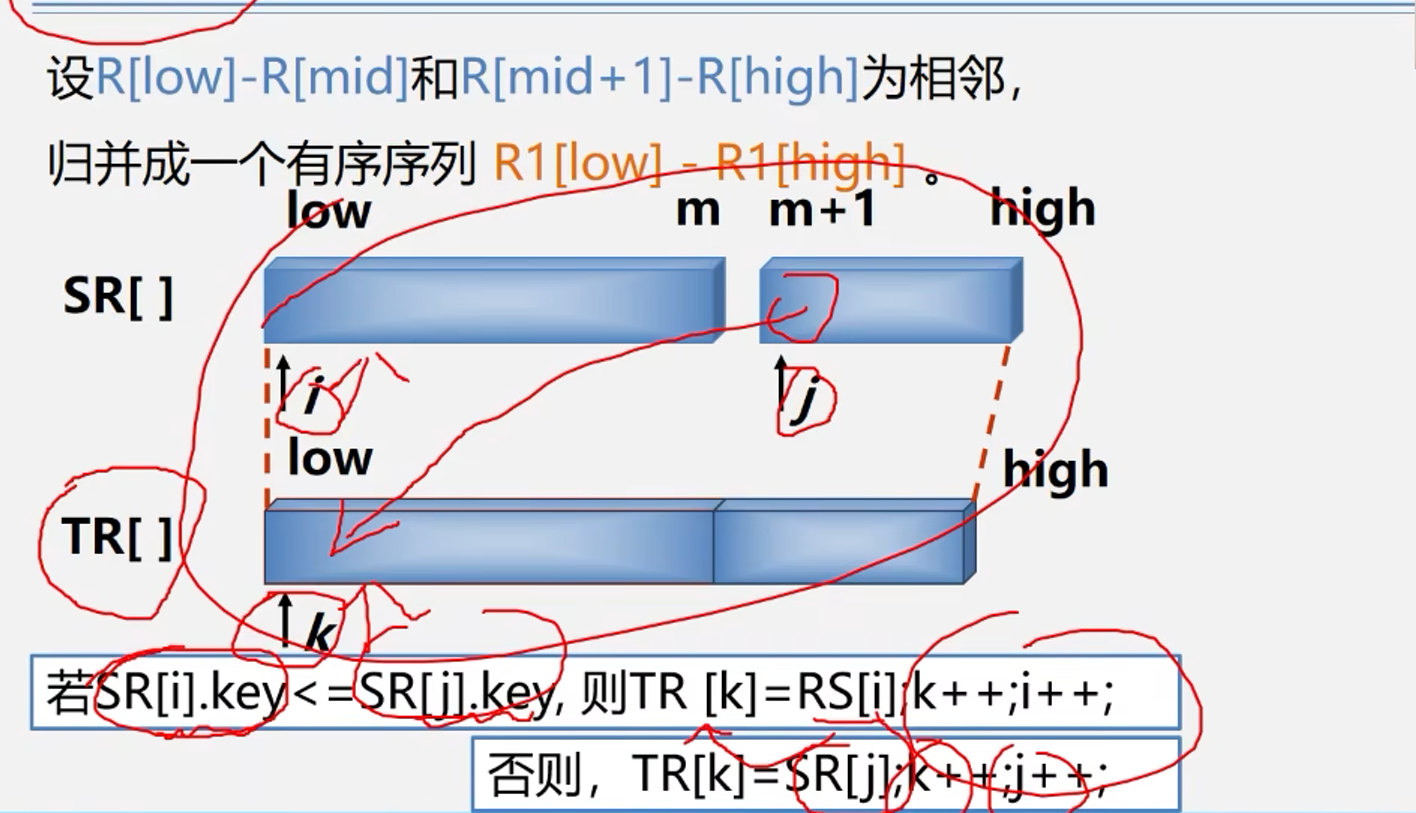 设R[low]-R[mid]和R[mid+1]-R[high]为相邻,
归并成一个有序序列 R1[low] - R1[high] 。
low m m+1 high
SR[ ]
i j
low high
TR[ ]
k
若SR[i].key<=SR[j].key, 则TR [k]=RS[i];k++;i++;
否则，TR[k]=SR[j];k++;j++;